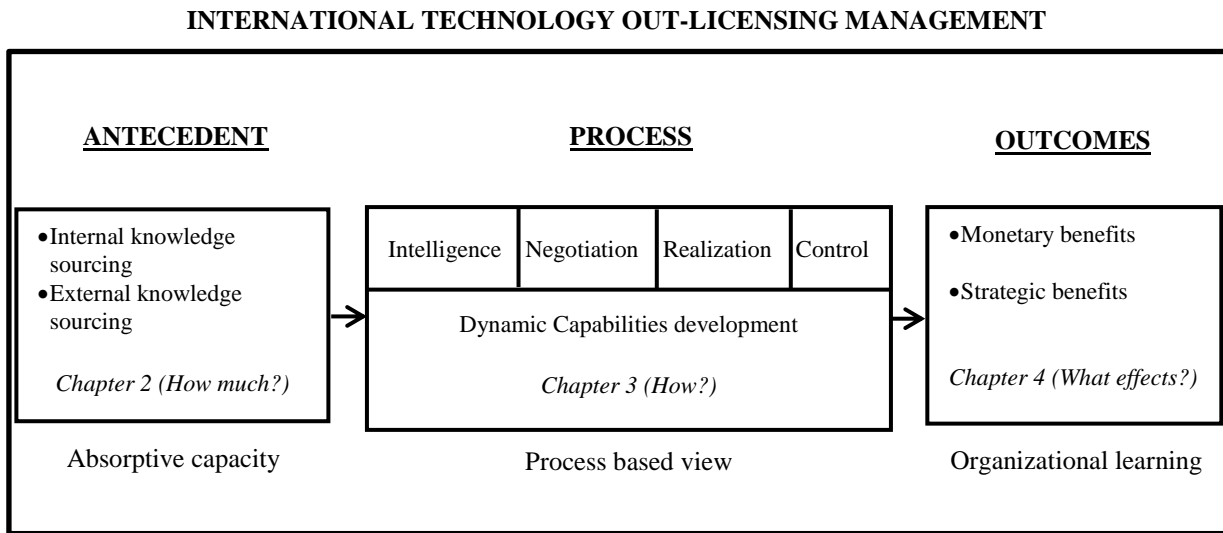 INTERNATIONAL TECHNOLOGY OUT-LICENSING MANAGEMENT
ANTECEDENT
•Internal knowledge
sourcing
•External knowledge
sourcing
Chapter 2 (How much?)
Absorptive capacity
PROCESS
Intelligence
Negotiation
Realization
Control
Dynamic Capabilities development
Chapter 3 (How?)
Process based view
OUTCOMES
•Monetary benefits
•Strategic benefits
Chapter 4 (What effects?)
Organizational learning